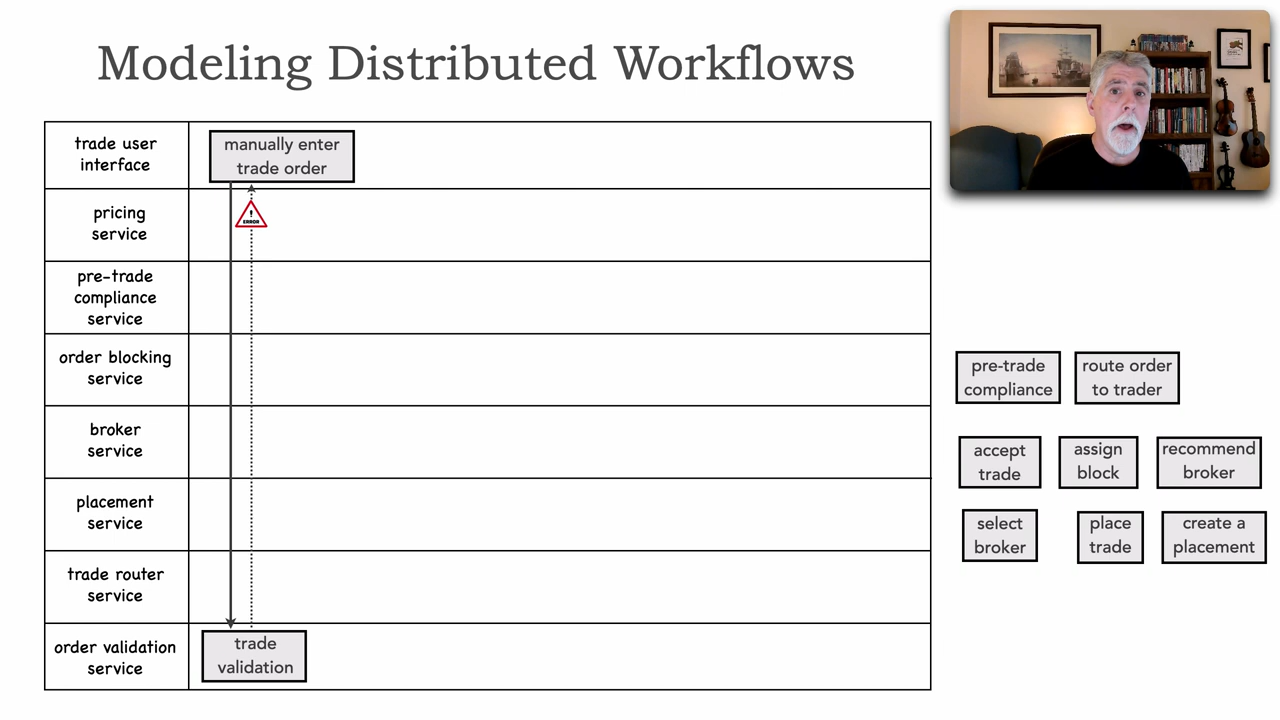 Modeling Distributed Workflows
trade user
interface
manually enter
trade order
pricing
service
!
ERROR
pre-trade
compliance
service
order blocking
service
broker
service
placement
service
trade router
service
order validation
service
trade
validation
pre-trade
compliance
route order
to trader
accept
trade
assign
block
recommend
broker
select
broker
place
trade
create a
placement